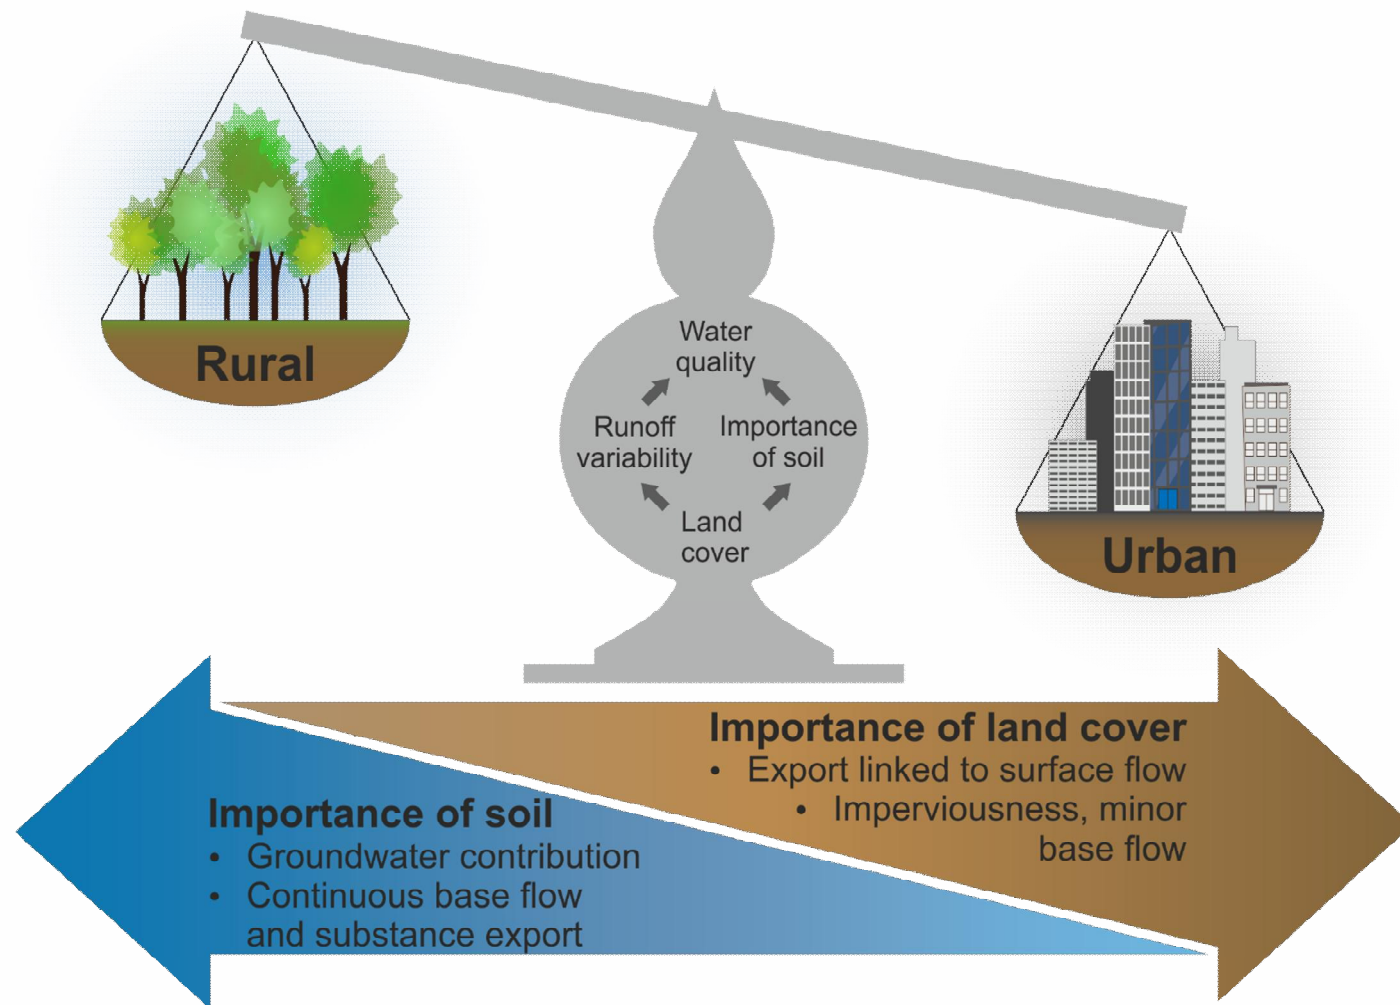 Rural
Water
quality
Runoff
variability
Importance
of soil
Land
cover
Urban
Importance of land cover
• Export linked to surface flow
• Imperviousness, minor
base flow
Importance of soil
• Groundwater contribution
• Continuous base flow
and substance export